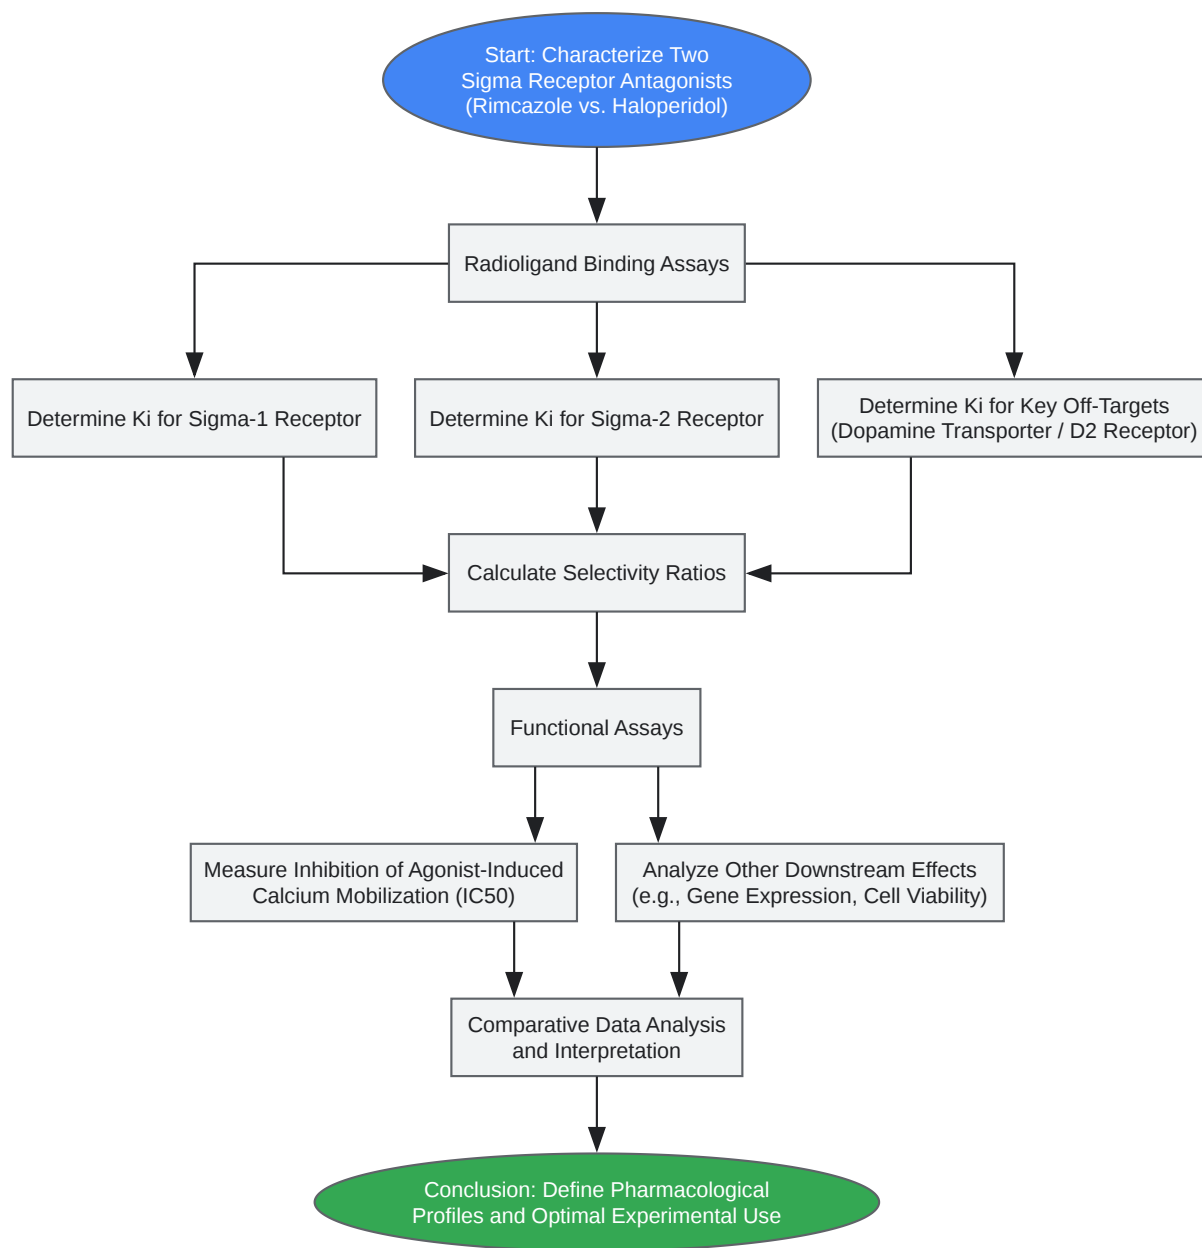 Start: Characterize Two
Sigma Receptor Antagonists
(Rimcazole vs. Haloperidol)
Radioligand Binding Assays
Determine Ki for Sigma-1 Receptor
Determine Ki for Sigma-2 Receptor
Determine Ki for Key Off-Targets
(Dopamine Transporter / D2 Receptor)
Calculate Selectivity Ratios
Functional Assays
Measure Inhibition of Agonist-Induced
Calcium Mobilization (IC50)
Analyze Other Downstream Effects
(e.g., Gene Expression, Cell Viability)
Comparative Data Analysis
and Interpretation
Conclusion: Define Pharmacological
Profiles and Optimal Experimental Use